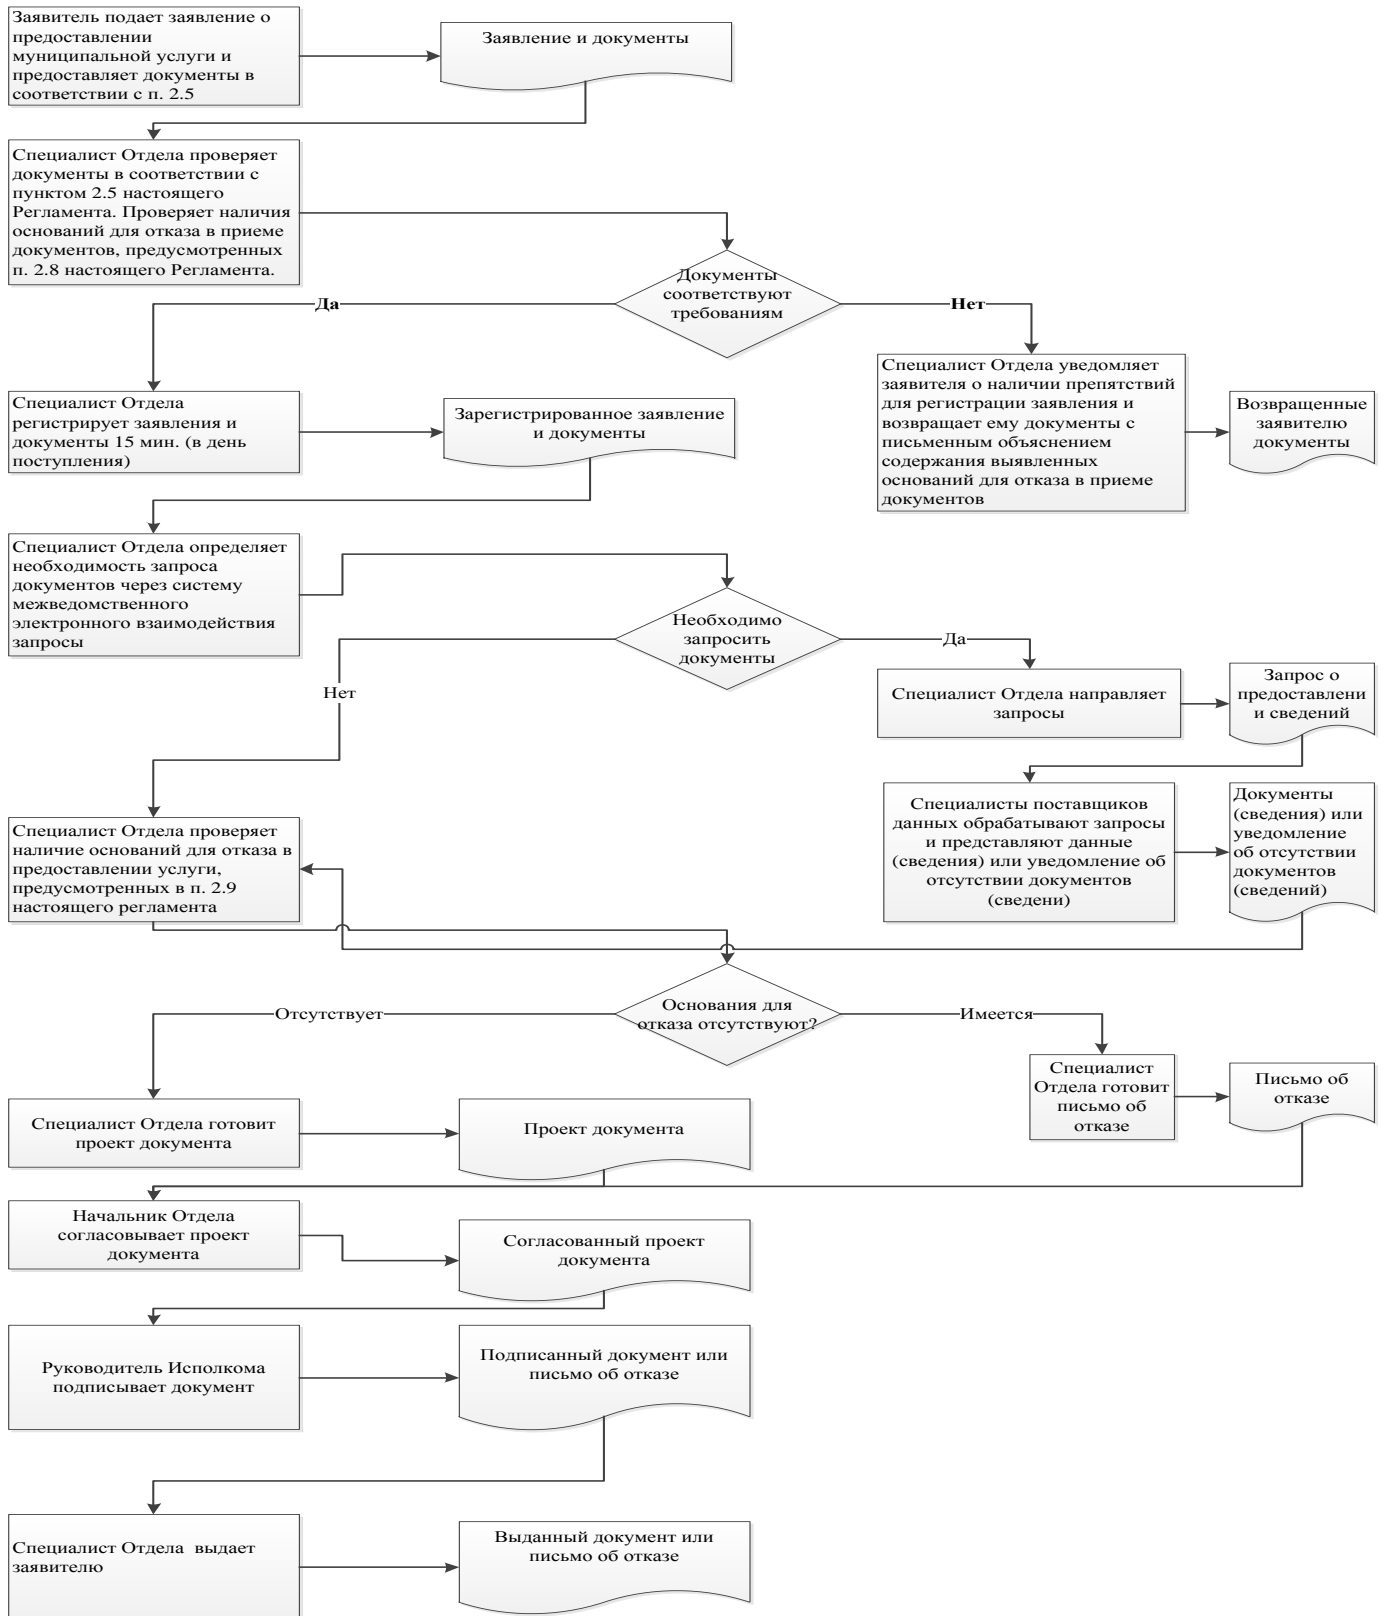 Заявитель подает заявление о
предоставлении
муниципальной услуги и
предоставляет документы в
соответствии с п. 2.5
Заявление и документы
Специалист Отдела проверяет
документы в соответствии с
пунктом 2.5 настоящего
Регламента. Проверяет наличия
оснований для отказа в приеме
документов, предусмотренных
п. 2.8 настоящего Регламента.
Документы
соответствуют
требованиям
Да
Нет
Специалист Отдела
регистрирует заявления и
документы 15 мин. (в день
поступления)
Зарегистрированное заявление
и документы
Специалист Отдела уведомляет
заявителя о наличии препятствий
для регистрации заявления и
возвращает ему документы с
письменным объяснением
содержания выявленных
оснований для отказа в приеме
документов
Возвращенные
заявителю
документы
Специалист Отдела определяет
необходимость запроса
документов через систему
межведомственного
электронного взаимодействия
запросы
Необходимо
запросить
документы
Да
Нет
Специалист Отдела направляет
запросы
Запрос о
предоставлени
и сведений
Специалисты поставщиков
данных обрабатывают запросы
и представляют данные
(сведения) или уведомление об
отсутствии документов
(сведени)
Документы
(сведения) или
уведомление
об отсутствии
документов
(сведений)
Специалист Отдела проверяет
наличие оснований для отказа в
предоставлении услуги,
предусмотренных в п. 2.9
настоящего регламента
Основания для
отказа отсутствуют?
Отсутствует
Имеется
Специалист
Отдела готовит
письмо об
отказе
Письмо об
отказе
Специалист Отдела готовит
проект документа
Проект документа
Начальник Отдела
согласовывает проект
документа
Согласованный проект
документа
Руководитель Исполкома
подписывает документ
Подписанный документ или
письмо об отказе
Специалист Отдела  выдает
заявителю
Выданный документ или
письмо об отказе